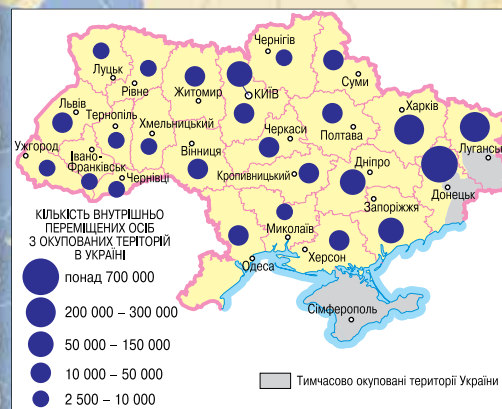 Чернігів
Луцьк
Рівне
Житомир
КИЇВ
Суми
Львів
Тернопіль
Хмельницький
Харків
Полтава
Черкаси
Ужгород
Івано-
Франківськ
Чернівці
Вінниця
Кропивницький
Дніпро
Луганськ
Донецьк
Запоріжжя
Миколаїв
Одеса
Херсон
Сімферополь
КІЛЬКІСТЬ ВНУТРІШНЬО
ПЕРЕМІЩЕНИХ ОСІБ
З ОКУПОВАНИХ ТЕРИТОРІЙ
В УКРАЇНІ
понад 700 000
200 000 – 300 000
50 000 – 150 000
10 000 – 50 000
2 500 – 10 000
Тимчасово окуповані території України